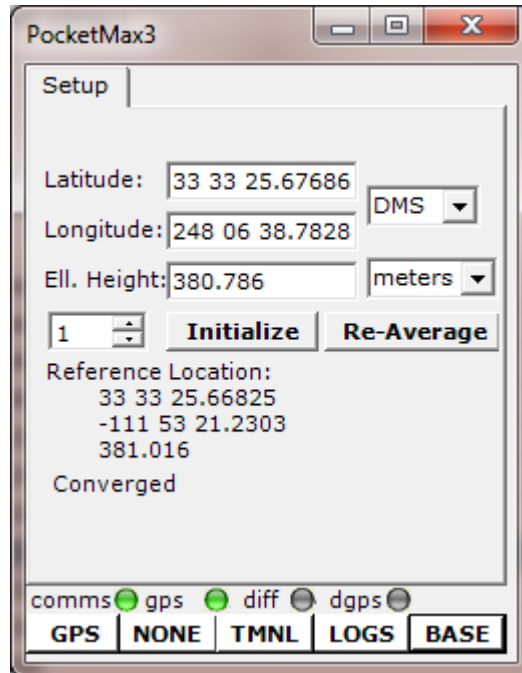 PocketMax3
Setup
Latitude: 33 33 25.67686
DMS
Longitude: 248 06 38.7828
Ell. Height: 380.786 meters
1 Initialize Re-Average
Reference Location:
33 33 25.66825
-111 53 21.2303
381.016
Converged
comms gps diff dgps
GPS NONE TMNL LOGS BASE